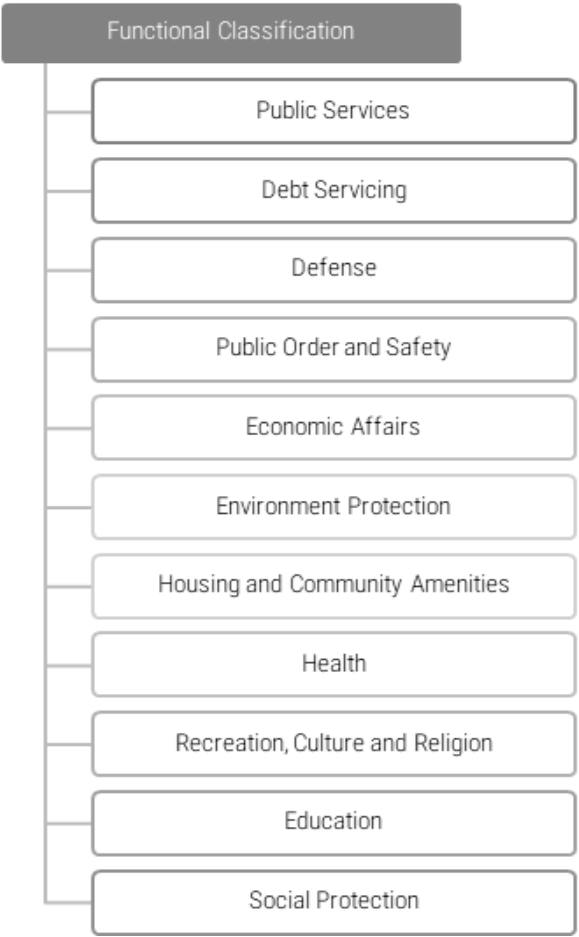 Functional Classification
Public Services
Debt Servicing
Defense
Public Order and Safety
Economic Affairs
Environment Protection
Housing and Community Amenities
Health
Recreation, Culture and Religion
Education
Social Protection